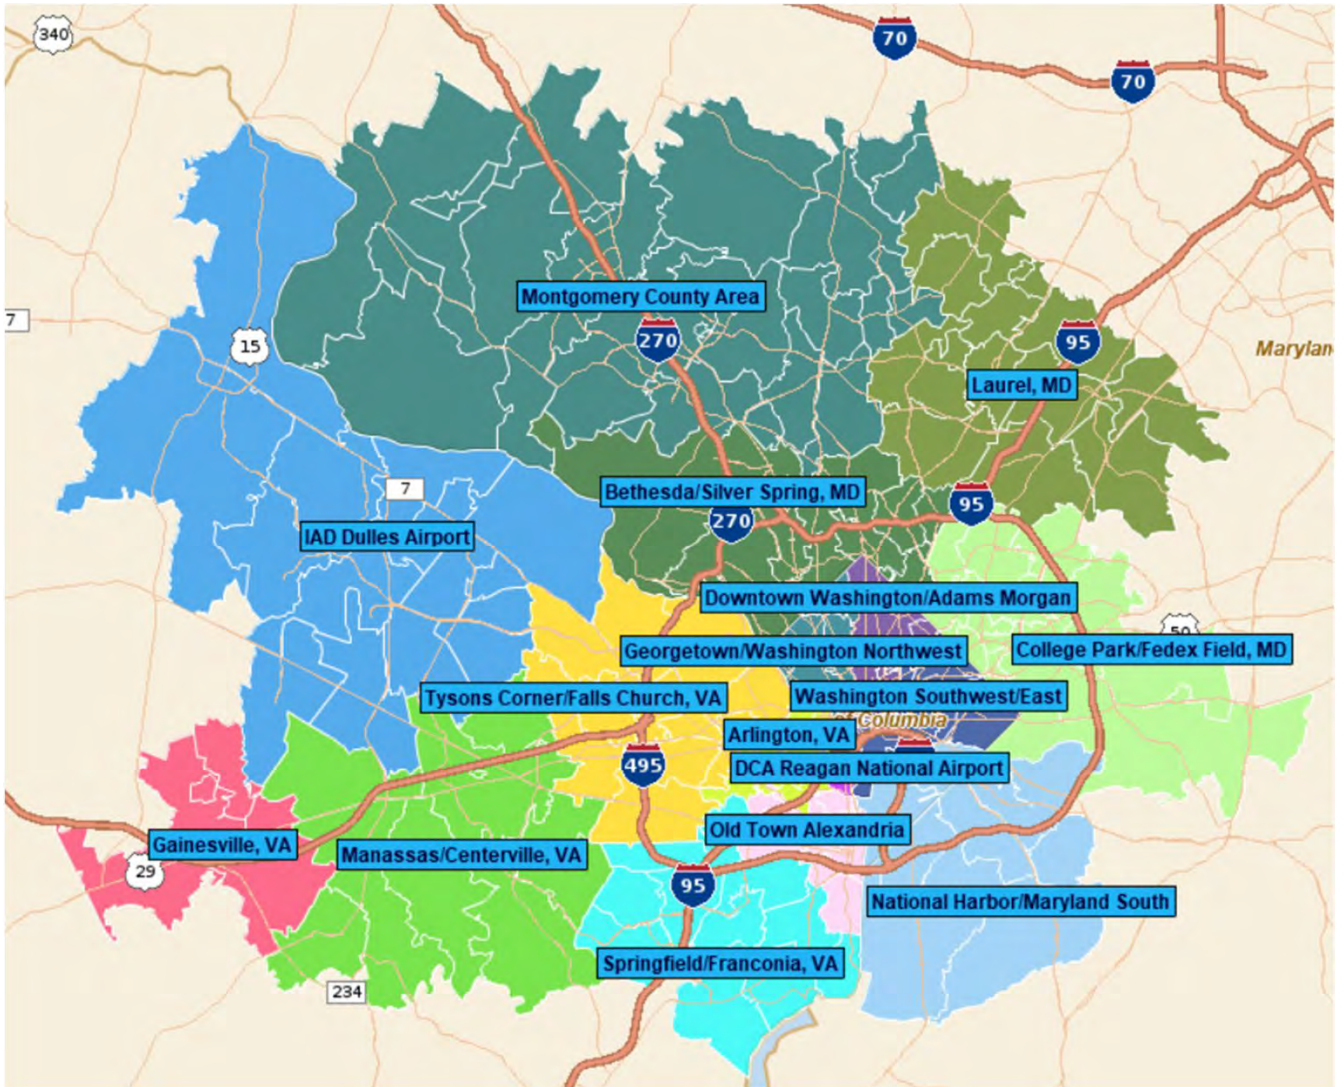 340
70
70
Montgomery County Area
7
15
270
95
Marylan
Laurel, MD
7
Bethesda/Silver Spring, MD
95
270
IAD Dulles Airport
Downtown Washington/Adams Morgan
50
Georgetown/Washington Northwest
College Park/Fedex Field, MD
Tysons Corner/Falls Church, VA
Washington Southwest/East
of Columbia
Arlington, VA
495
DCA Reagan National Airport
Old Town Alexandria
Gainesville, VA
Manassas/Centerville, VA
29
95
National Harbor/Maryland South
Springfield/Franconia, VA
234